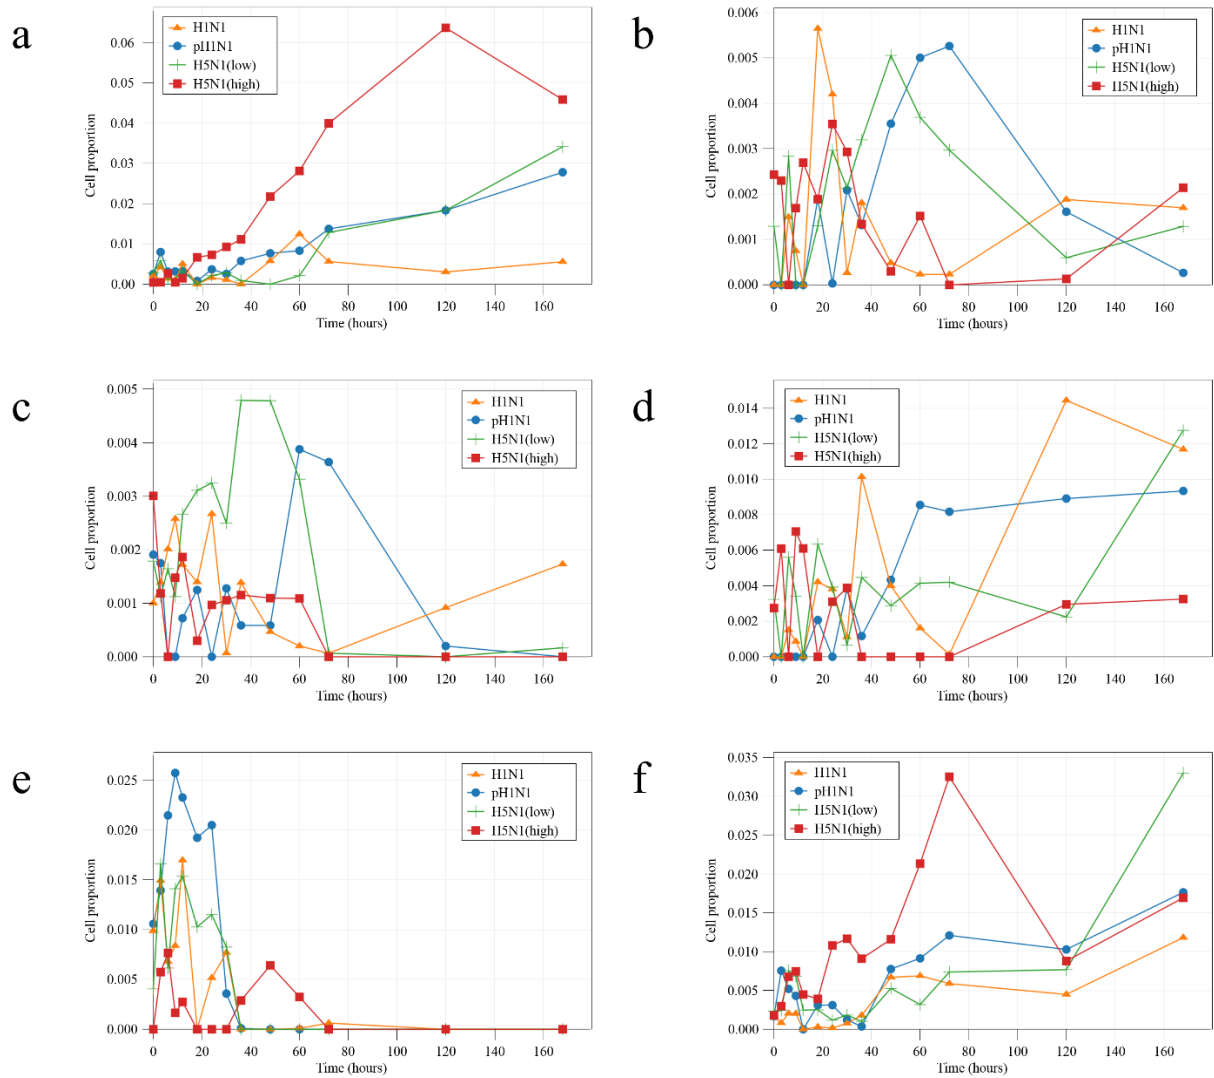 a
H1N1
pH1N1
H5N1(low)
H5N1(high)
0.06
0.05
0.04
0.03
0.02
0.01
0.00
Cell proportion
0 20 40 60 80 100 120 140 160
Time (hours)
b
H1N1
pH1N1
H5N1(low)
H5N1(high)
0.006
0.005
0.004
0.003
0.002
0.001
0.000
Cell proportion
0 20 40 60 80 100 120 140 160
Time (hours)
c
H1N1
pH1N1
H5N1(low)
H5N1(high)
0.005
0.004
0.003
0.002
0.001
0.000
Cell proportion
0 20 40 60 80 100 120 140 160
Time (hours)
d
H1N1
pH1N1
H5N1(low)
H5N1(high)
0.014
0.012
0.010
0.008
0.006
0.004
0.002
0.000
Cell proportion
0 20 40 60 80 100 120 140 160
Time (hours)
e
H1N1
pH1N1
H5N1(low)
H5N1(high)
0.025
0.020
0.015
0.010
0.005
0.000
Cell proportion
0 20 40 60 80 100 120 140 160
Time (hours)
f
H1N1
pH1N1
H5N1(low)
H5N1(high)
0.035
0.030
0.025
0.020
0.015
0.010
0.005
0.000
Cell proportion
0 20 40 60 80 100 120 140 160
Time (hours)